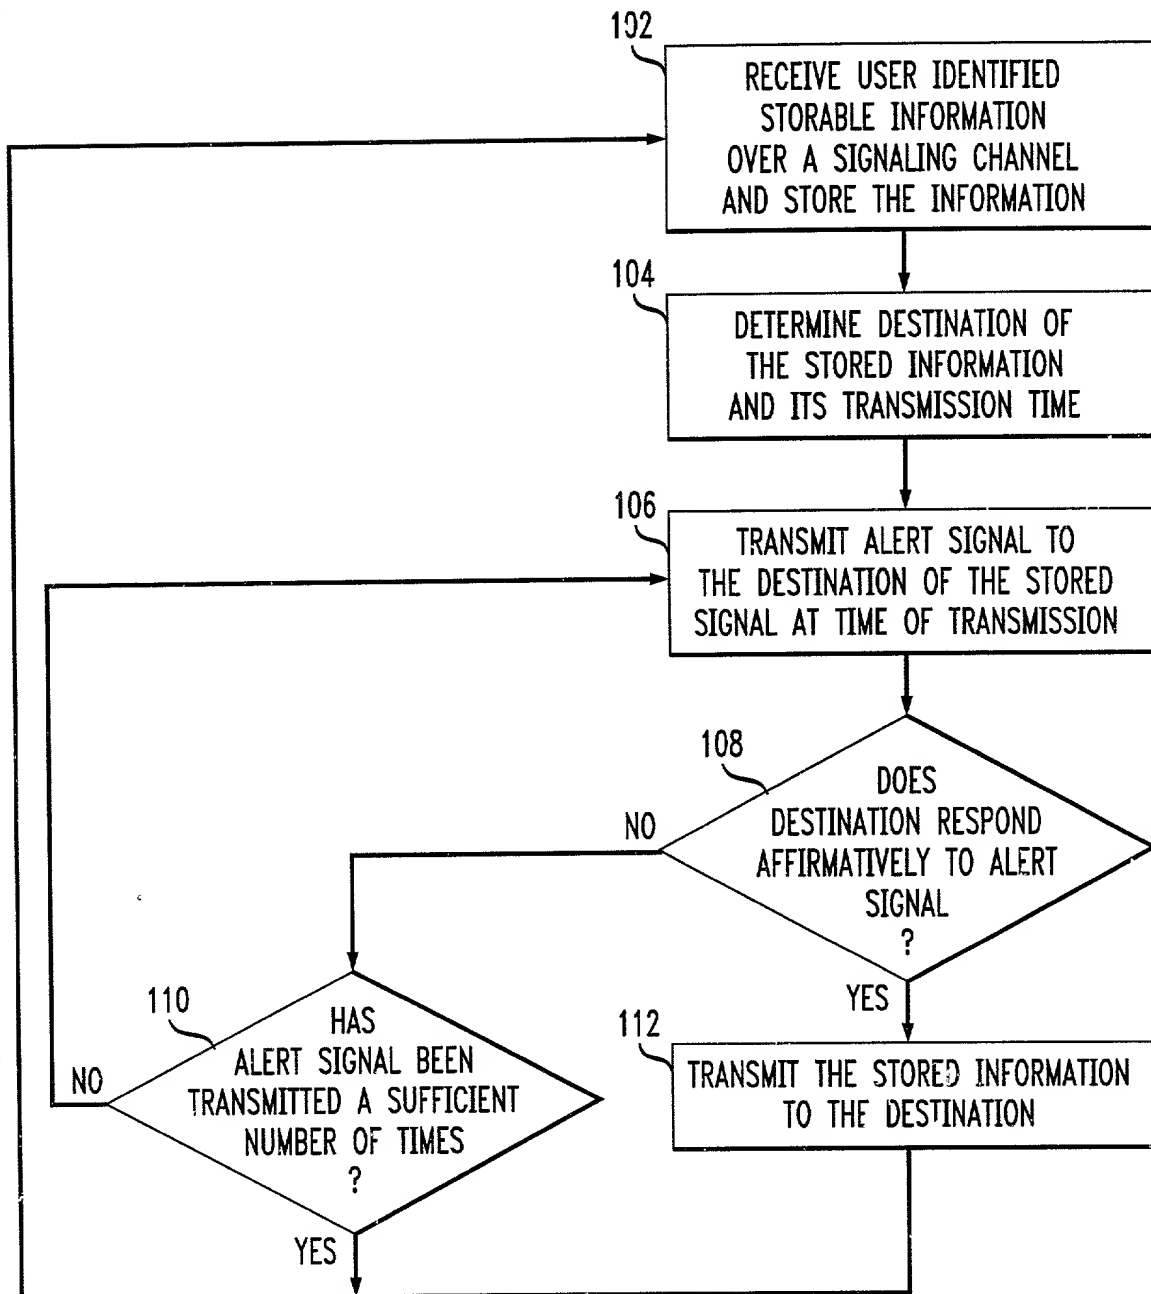 102
RECEIVE USER IDENTIFIED
STORABLE INFORMATION
OVER A SIGNALING CHANNEL
AND STORE THE INFORMATION
104
DETERMINE DESTINATION OF
THE STORED INFORMATION
AND ITS TRANSMISSION TIME
106
TRANSMIT ALERT SIGNAL TO
THE DESTINATION OF THE STORED
SIGNAL AT TIME OF TRANSMISSION
108
DOES
DESTINATION RESPOND
AFFIRMATIVELY TO ALERT
SIGNAL
?
NO
YES
110
HAS
ALERT SIGNAL BEEN
TRANSMITTED A SUFFICIENT
NUMBER OF TIMES
?
NO
YES
112
TRANSMIT THE STORED INFORMATION
TO THE DESTINATION